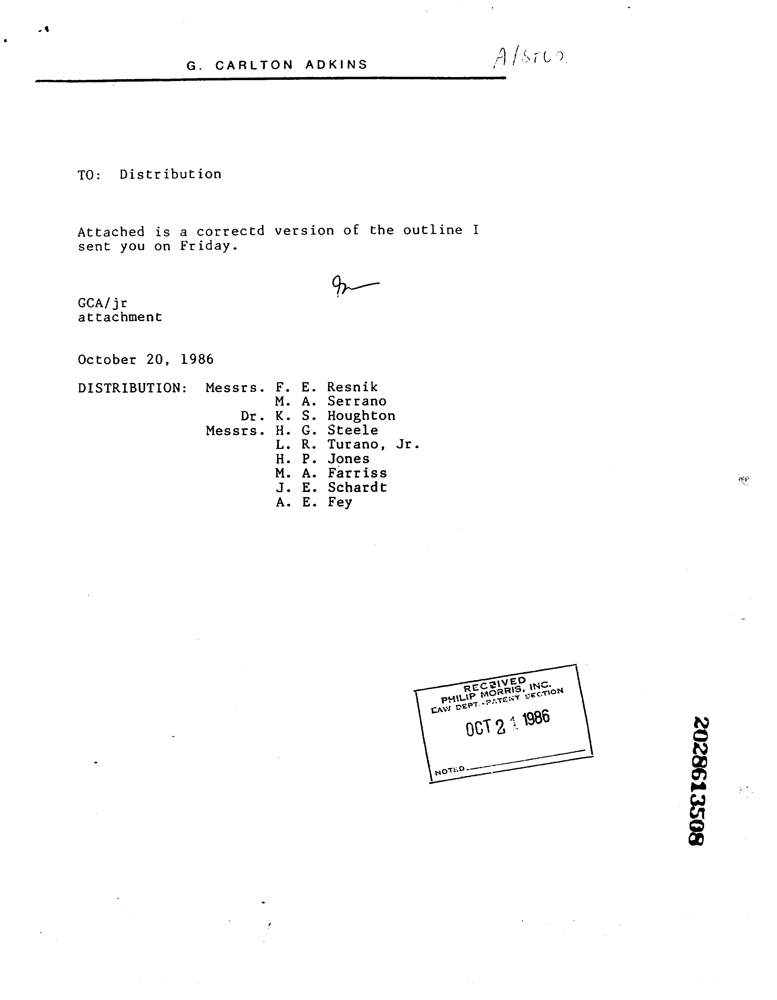 G. CARLTON ADKINS
TO: Distribution
Attached is a correctd version of the outline I
sent you on Friday.
GCA/jr
attachment
October 20, 1986
DISTRIBUTION: Messrs. F. E. Resnik
M. A. Serrano
Dr. K. S. Houghton
Messrs. H. G. Steele
L. R. Turano, Jr.
H. P. Jones
M. A. Farriss
J. E. Schardt
A. E. Fey
RECEIVED
PHILIP MORRIS, INC.
LAW DEPT.-PATENT SECTION
OCT 21 1986
NOTED
2028613508